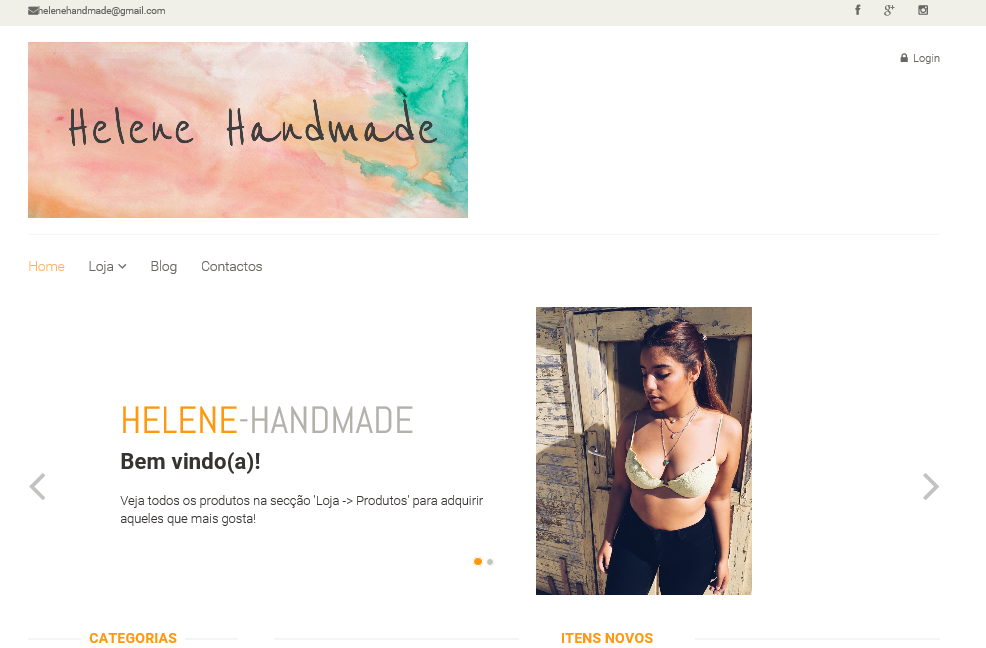 helenehandmade@gmail.com
Login
Helene Handmade
Home Loja Blog Contactos
HELENE-HANDMADE
Bem vindo(a)!
Veja todos os produtos na secção 'Loja -> Produtos' para adquirir
aqueles que mais gosta!
CATEGORIAS ITENS NOVOS